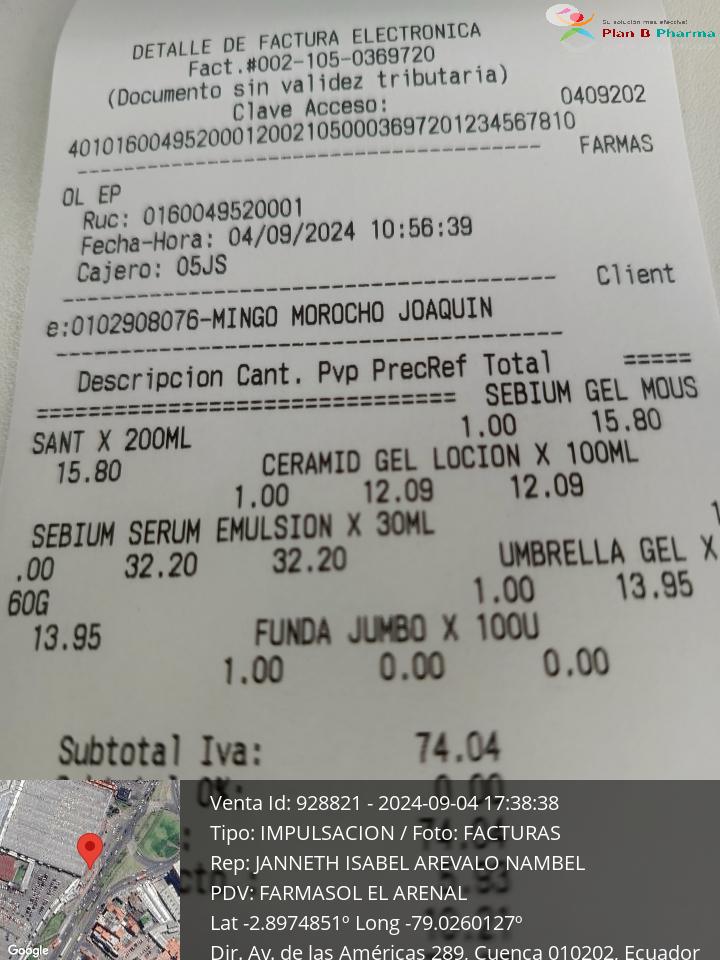 Su solución más efectiva!
Plan B Pharma
DETALLE DE FACTURA ELECTRONICA
Fact.#002-105-0369720
(Documento sin validez tributaria)
Clave Acceso: 0409202
401016004952000120021050003697201234567810
FARMAS
OL EP
Ruc: 0160049520001
Fecha-Hora: 04/09/2024 10:56:39
Cajero: 05JS
Client
e:0102908076-MINGO MOROCHO JOAQUIN
Descripcion Cant. Pvp PrecRef Total
SEBIUM GEL MOUS
SANT X 200ML 1.00 15.80
15.80 CERAMID GEL LOCION X 100ML
1.00 12.09 12.09
SEBIUM SERUM EMULSION X 30ML 1
.00 32.20 32.20 UMBRELLA GEL X
60G 1.00 13.95
13.95 FUNDA JUMBO X 100U
1.00 0.00 0.00
Subtotal Iva: 74.04
Venta Id: 928821 - 2024-09-04 17:38:38
Tipo: IMPULSACION / Foto: FACTURAS
Rep: JANNETH ISABEL AREVALO NAMBEL
PDV: FARMASOL EL ARENAL
Lat -2.8974851º Long -79.0260127º
Dir. Av. de las Américas 289, Cuenca 010202, Ecuador
Google